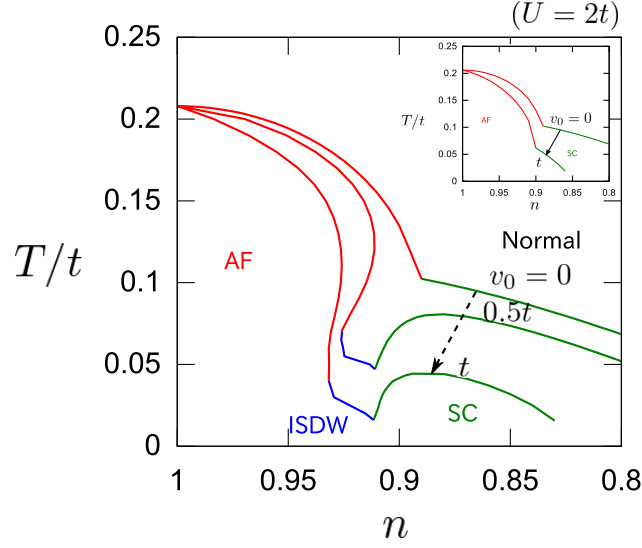 (U = 2t)
0.25
0.2
0.15
0.1
0.05
0
T/t
1
0.95
0.9
0.85
0.8
n
AF
ISDW
SC
Normal
v₀ = 0
0.5t
t
0.25
0.2
0.15
0.1
0.05
0
T/t
1
0.95
0.9
0.85
0.8
n
AF
v₀ = 0
t
SC